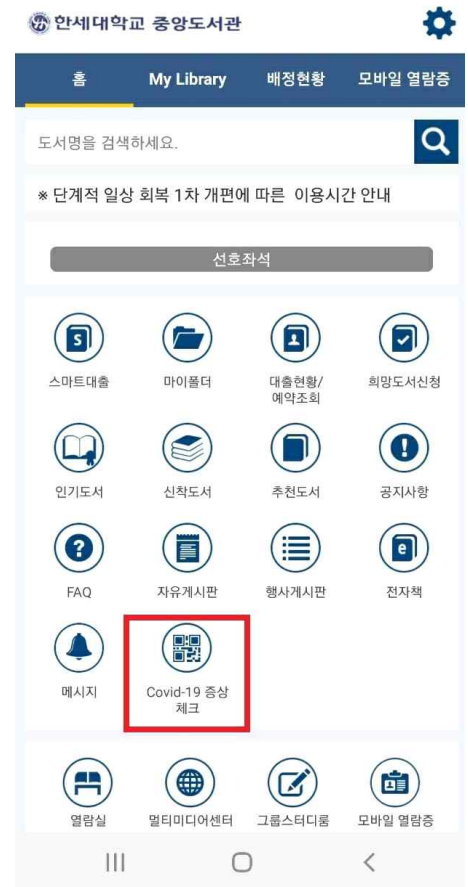 한세대학교 중앙도서관
홈 My Library 배정현황 모바일 열람증
도서명을 검색하세요.
※ 단계적 일상 회복 1차 개편에 따른 이용시간 안내
선호좌석
S
스마트대출 마이폴더 대출현황/ 희망도서신청
예약조회
인기도서 신착도서 추천도서 공지사항
e
FAQ 자유게시판 행사게시판 전자책
메시지 Covid-19 증상
체크
열람실 멀티미디어센터 그룹스터디룸 모바일 열람증